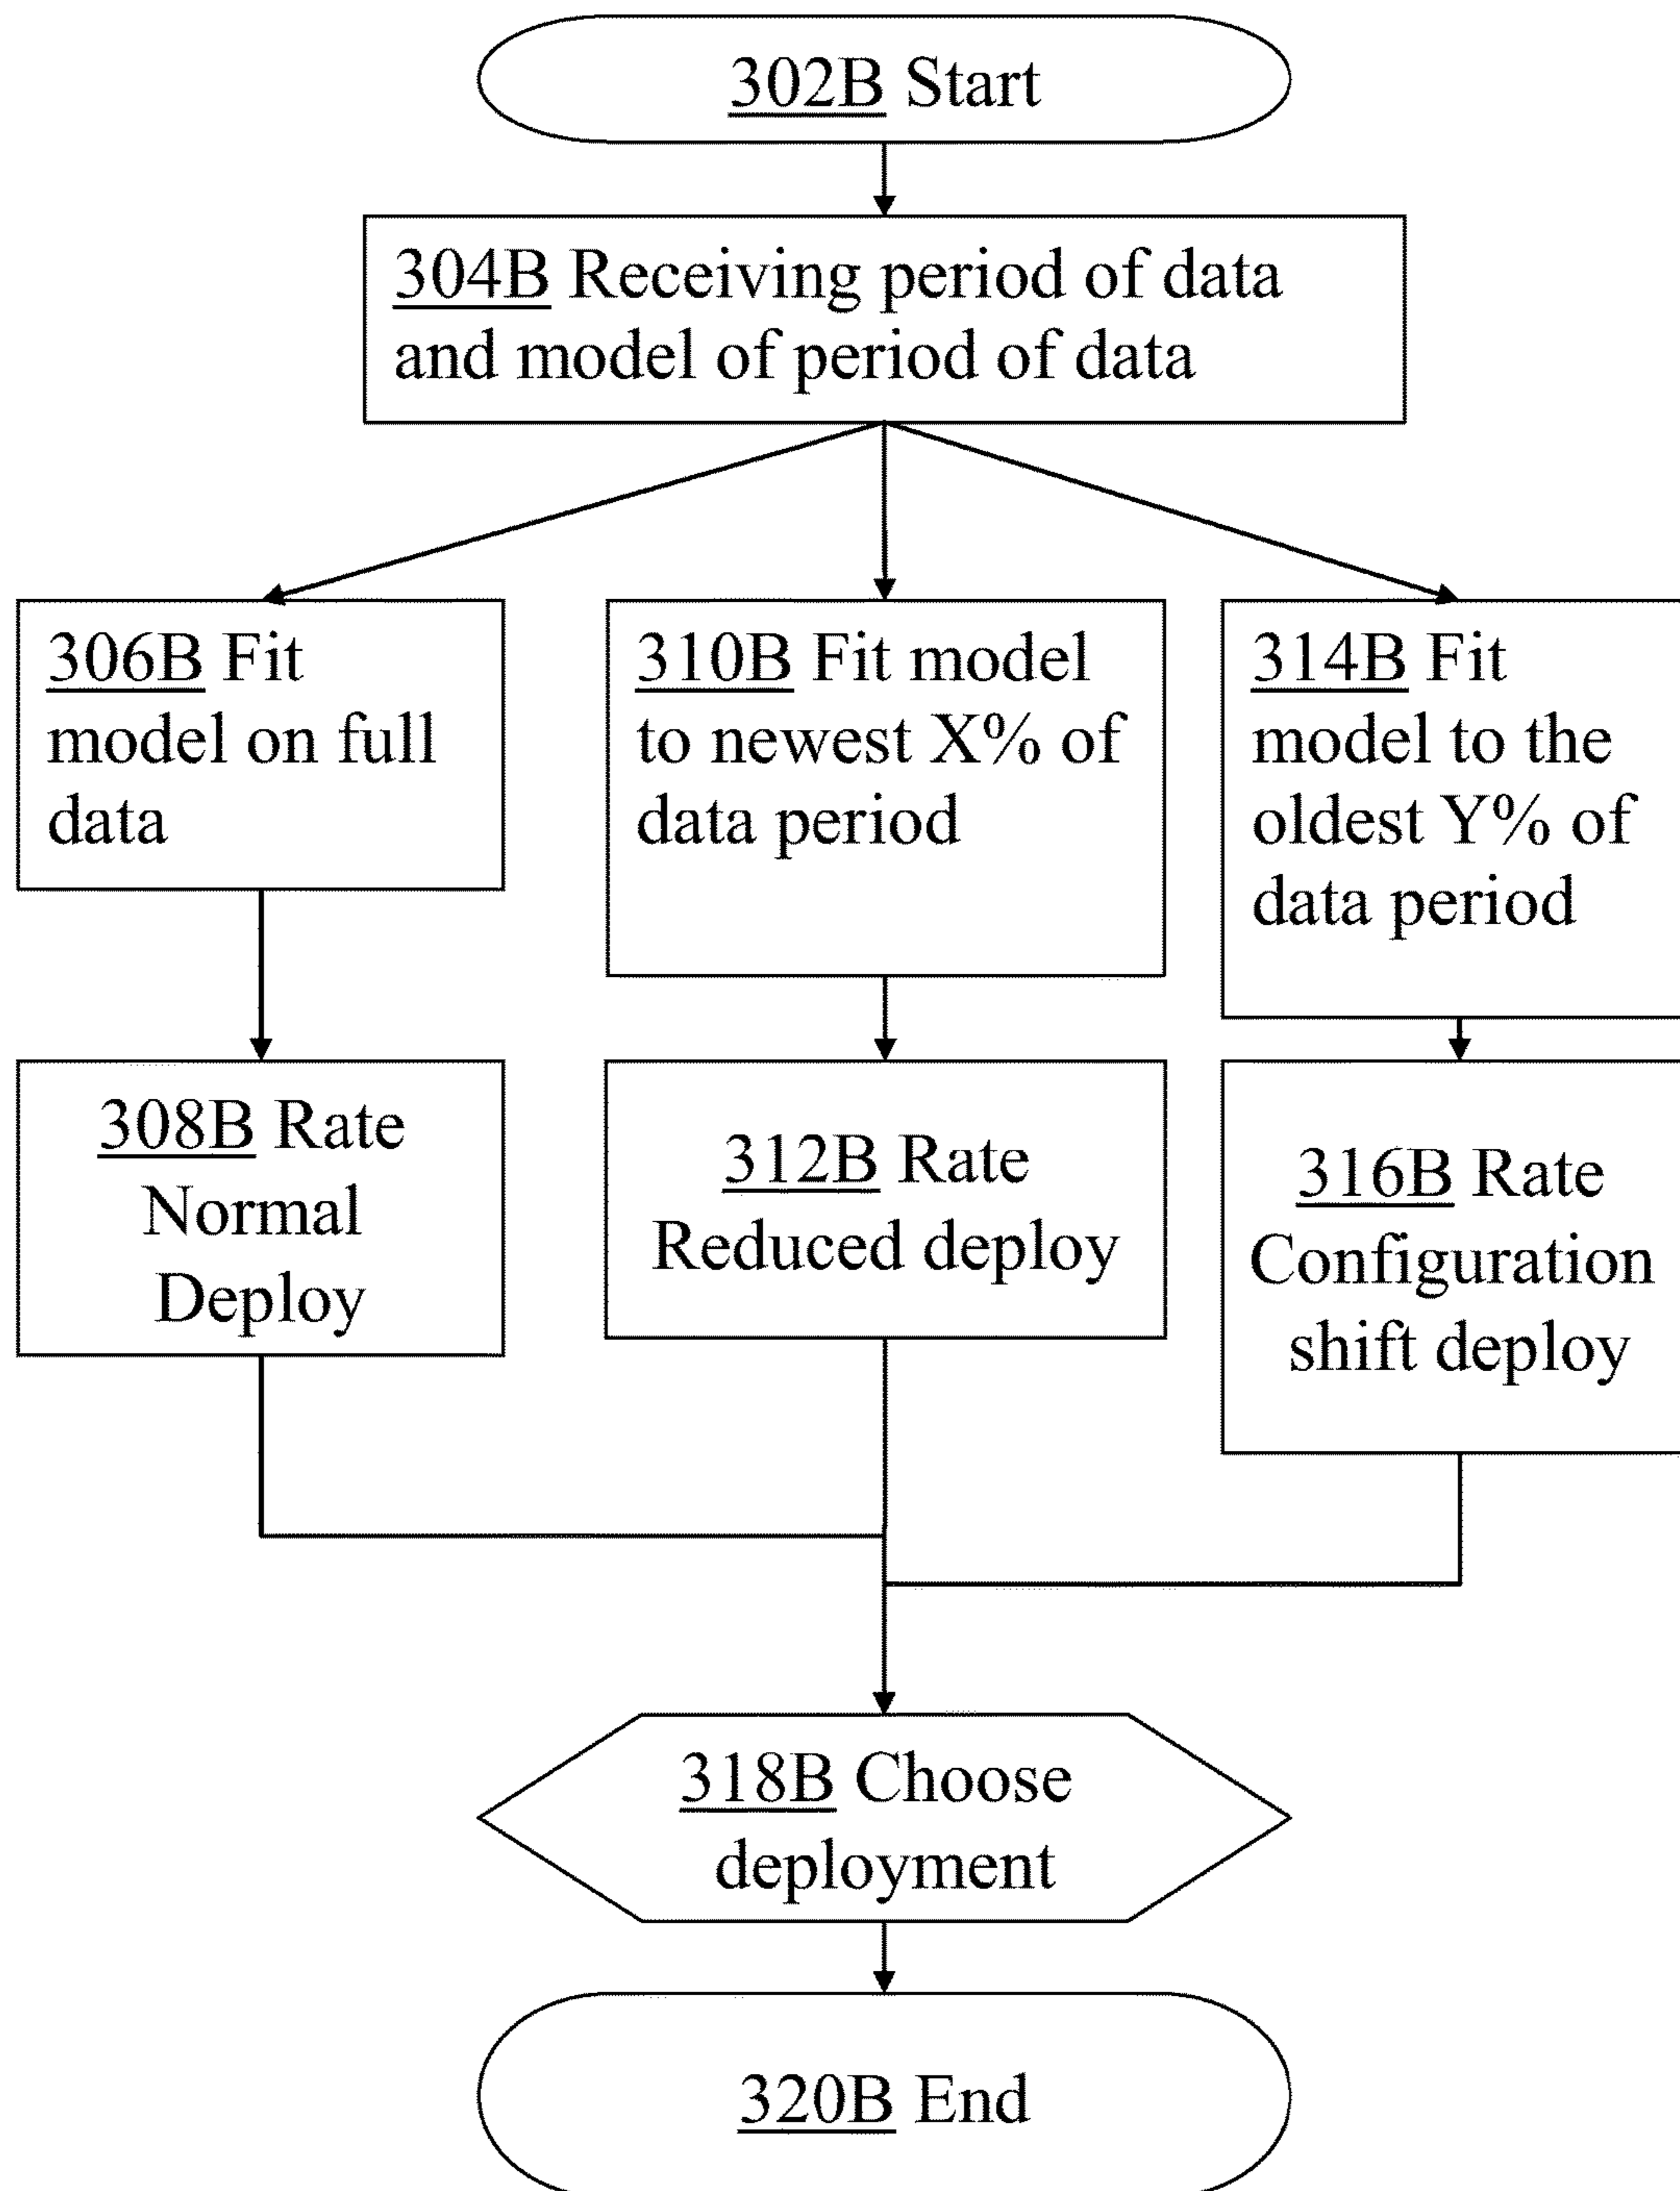 302B Start
304B Receiving period of data
and model of period of data
306B Fit
model on full
data
310B Fit model
to newest X% of
data period
314B Fit
model to the
oldest Y% of
data period
308B Rate
Normal
Deploy
312B Rate
Reduced deploy
316B Rate
Configuration
shift deploy
318B Choose
deployment
320B End